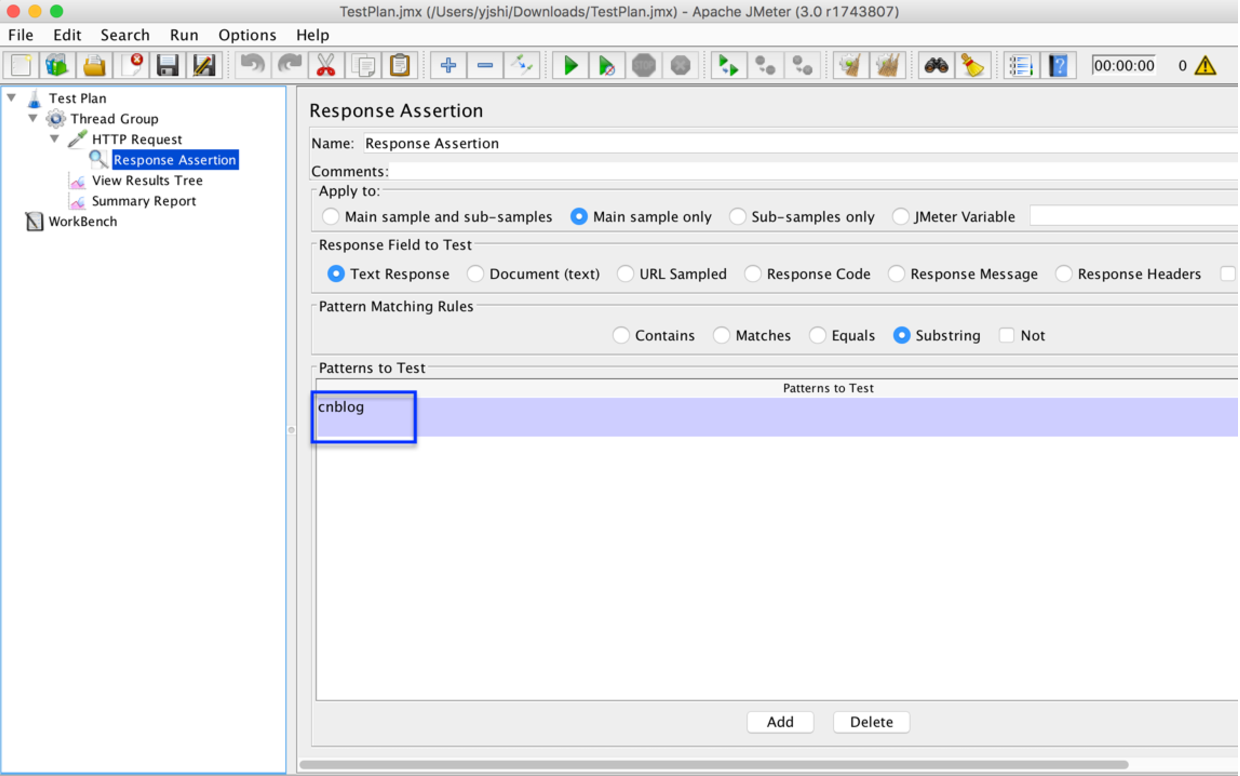 TestPlan.jmx (/Users/yjshi/Downloads/TestPlan.jmx) - Apache JMeter (3.0 r1743807)
File Edit Search Run Options Help
00:00:00 0
Test Plan
Thread Group
HTTP Request
Response Assertion
View Results Tree
Summary Report
WorkBench
Response Assertion
Name: Response Assertion
Comments:
Apply to:
Main sample and sub-samples Main sample only Sub-samples only JMeter Variable
Response Field to Test
Text Response Document (text) URL Sampled Response Code Response Message Response Headers
Pattern Matching Rules
Contains Matches Equals Substring Not
Patterns to Test
Patterns to Test
cnblog
Add Delete